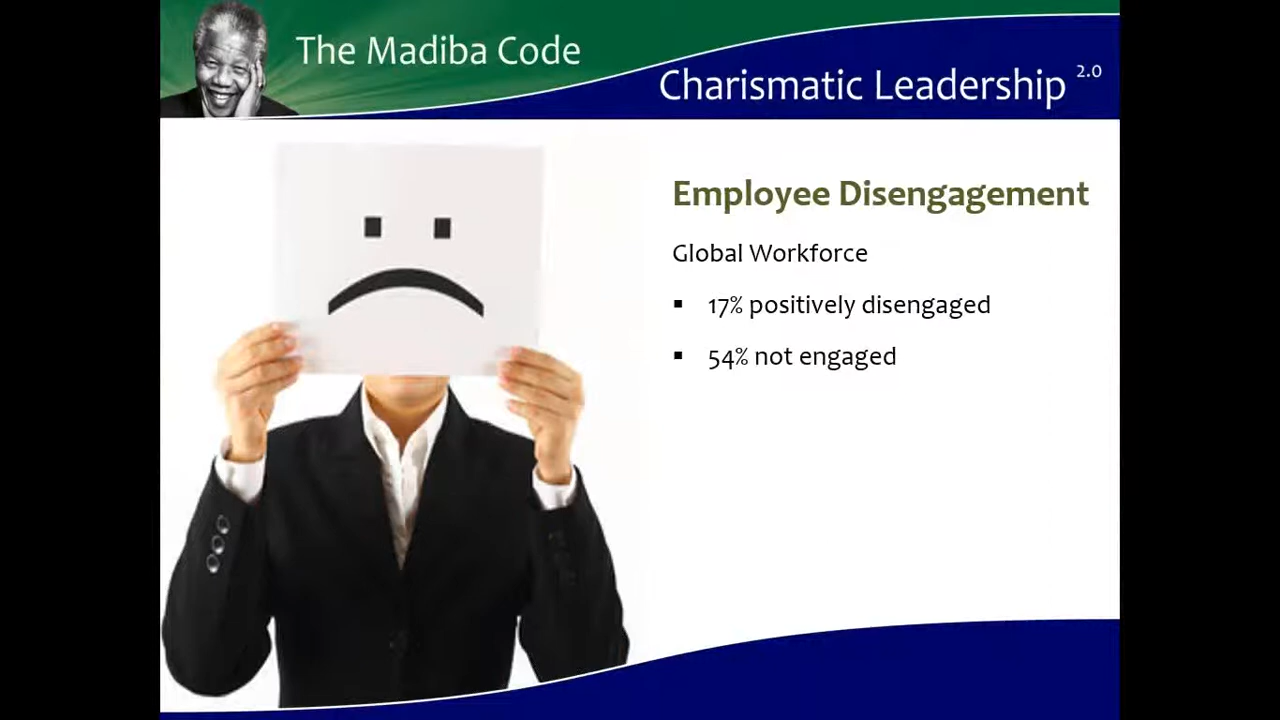 The Madiba Code
Charismatic Leadership 2.0
Employee Disengagement
Global Workforce
▪ 17% positively disengaged
▪ 54% not engaged